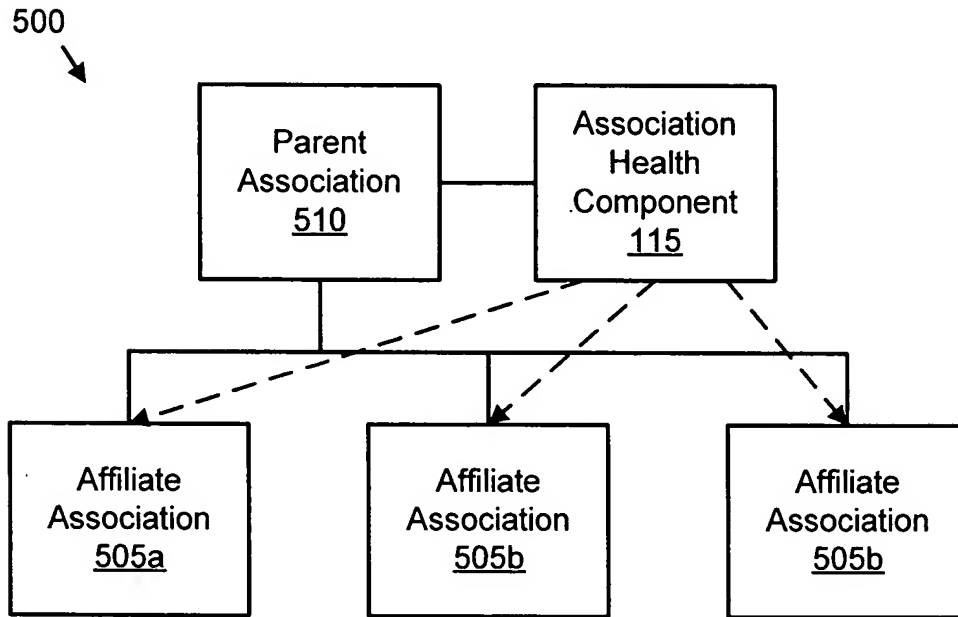 500
Parent
Association
510
Association
Health
Component
115
Affiliate
Association
505a
Affiliate
Association
505b
Affiliate
Association
505b